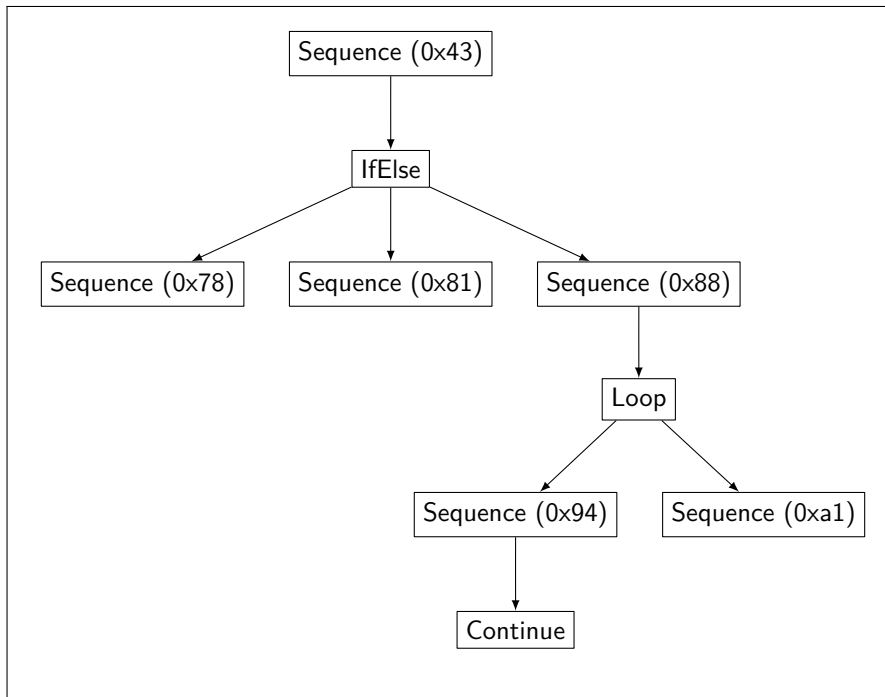 Sequence (0x43)
IfElse
Sequence (0x78)
Sequence (0x81)
Sequence (0x88)
Loop
Sequence (0x94)
Sequence (0xa1)
Continue